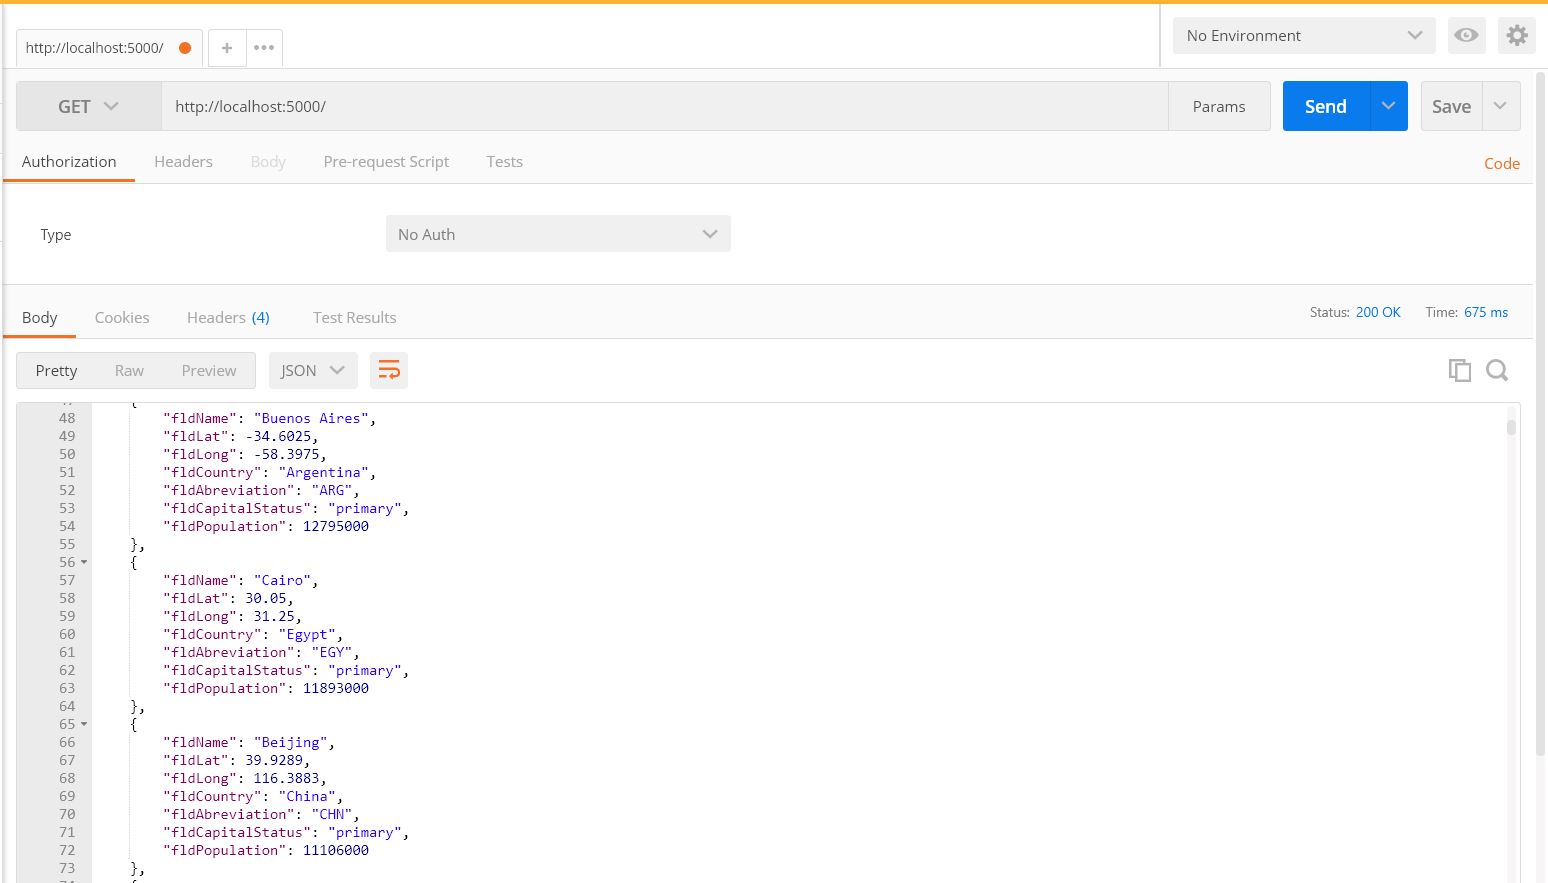 http://localhost:5000/
No Environment
GET http://localhost:5000/ Params Send Save
Authorization Headers Body Pre-request Script Tests Code
Type No Auth
Body Cookies Headers (4) Test Results Status: 200 OK Time: 675 ms
Pretty Raw Preview JSON
48 "fldName": "Buenos Aires",
49 "fldLat": -34.6025,
50 "fldLong": -58.3975,
51 "fldCountry": "Argentina",
52 "fldAbreviation": "ARG",
53 "fldCapitalStatus": "primary",
54 "fldPopulation": 12795000
55 },
56 {
57 "fldName": "Cairo",
58 "fldLat": 30.05,
59 "fldLong": 31.25,
60 "fldCountry": "Egypt",
61 "fldAbreviation": "EGY",
62 "fldCapitalStatus": "primary",
63 "fldPopulation": 11893000
64 },
65 {
66 "fldName": "Beijing",
67 "fldLat": 39.9289,
68 "fldLong": 116.3883,
69 "fldCountry": "China",
70 "fldAbreviation": "CHN",
71 "fldCapitalStatus": "primary",
72 "fldPopulation": 11106000
73 },